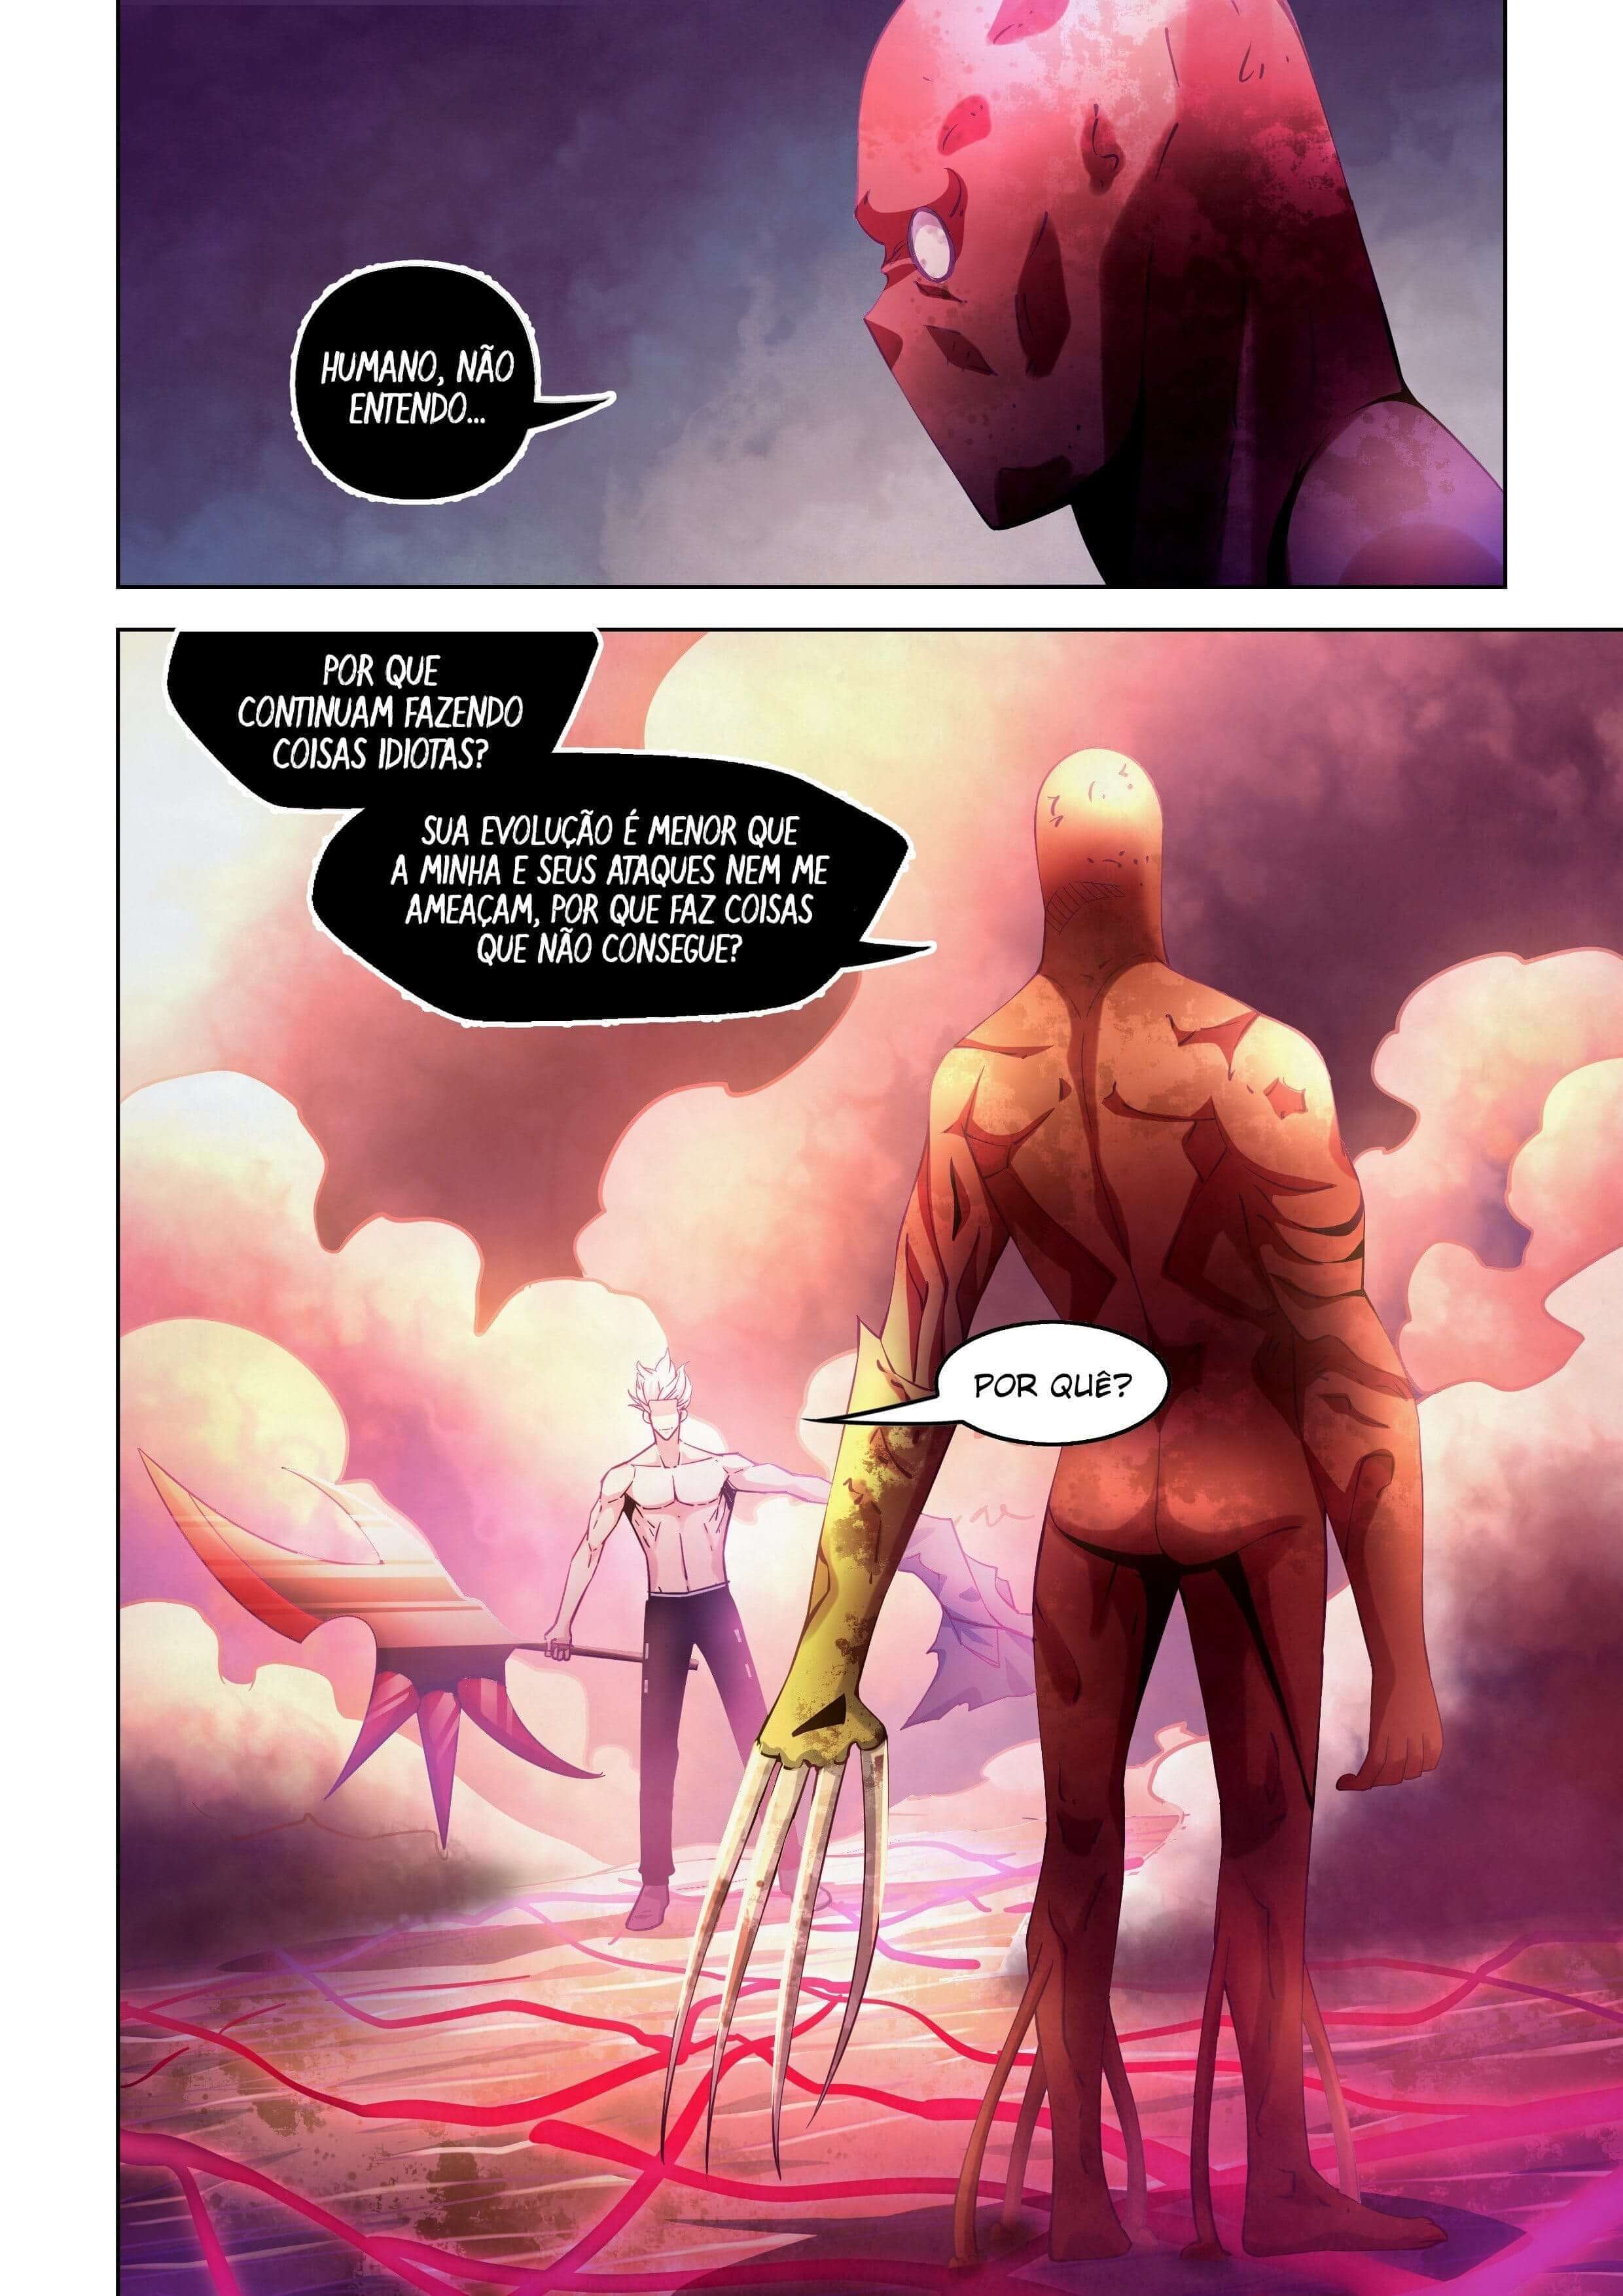 HUMANO, NÃO
ENTENDO...
POR QUE
CONTINUAM FAZENDO
COISAS IDIOTAS?
SUA EVOLUÇÃO É MENOR QUE
A MINHA E SEUS ATAQUES NEM ME
AMEAÇAM, POR QUE FAZ COISAS
QUE NÃO CONSEGUE?
POR QUÊ?